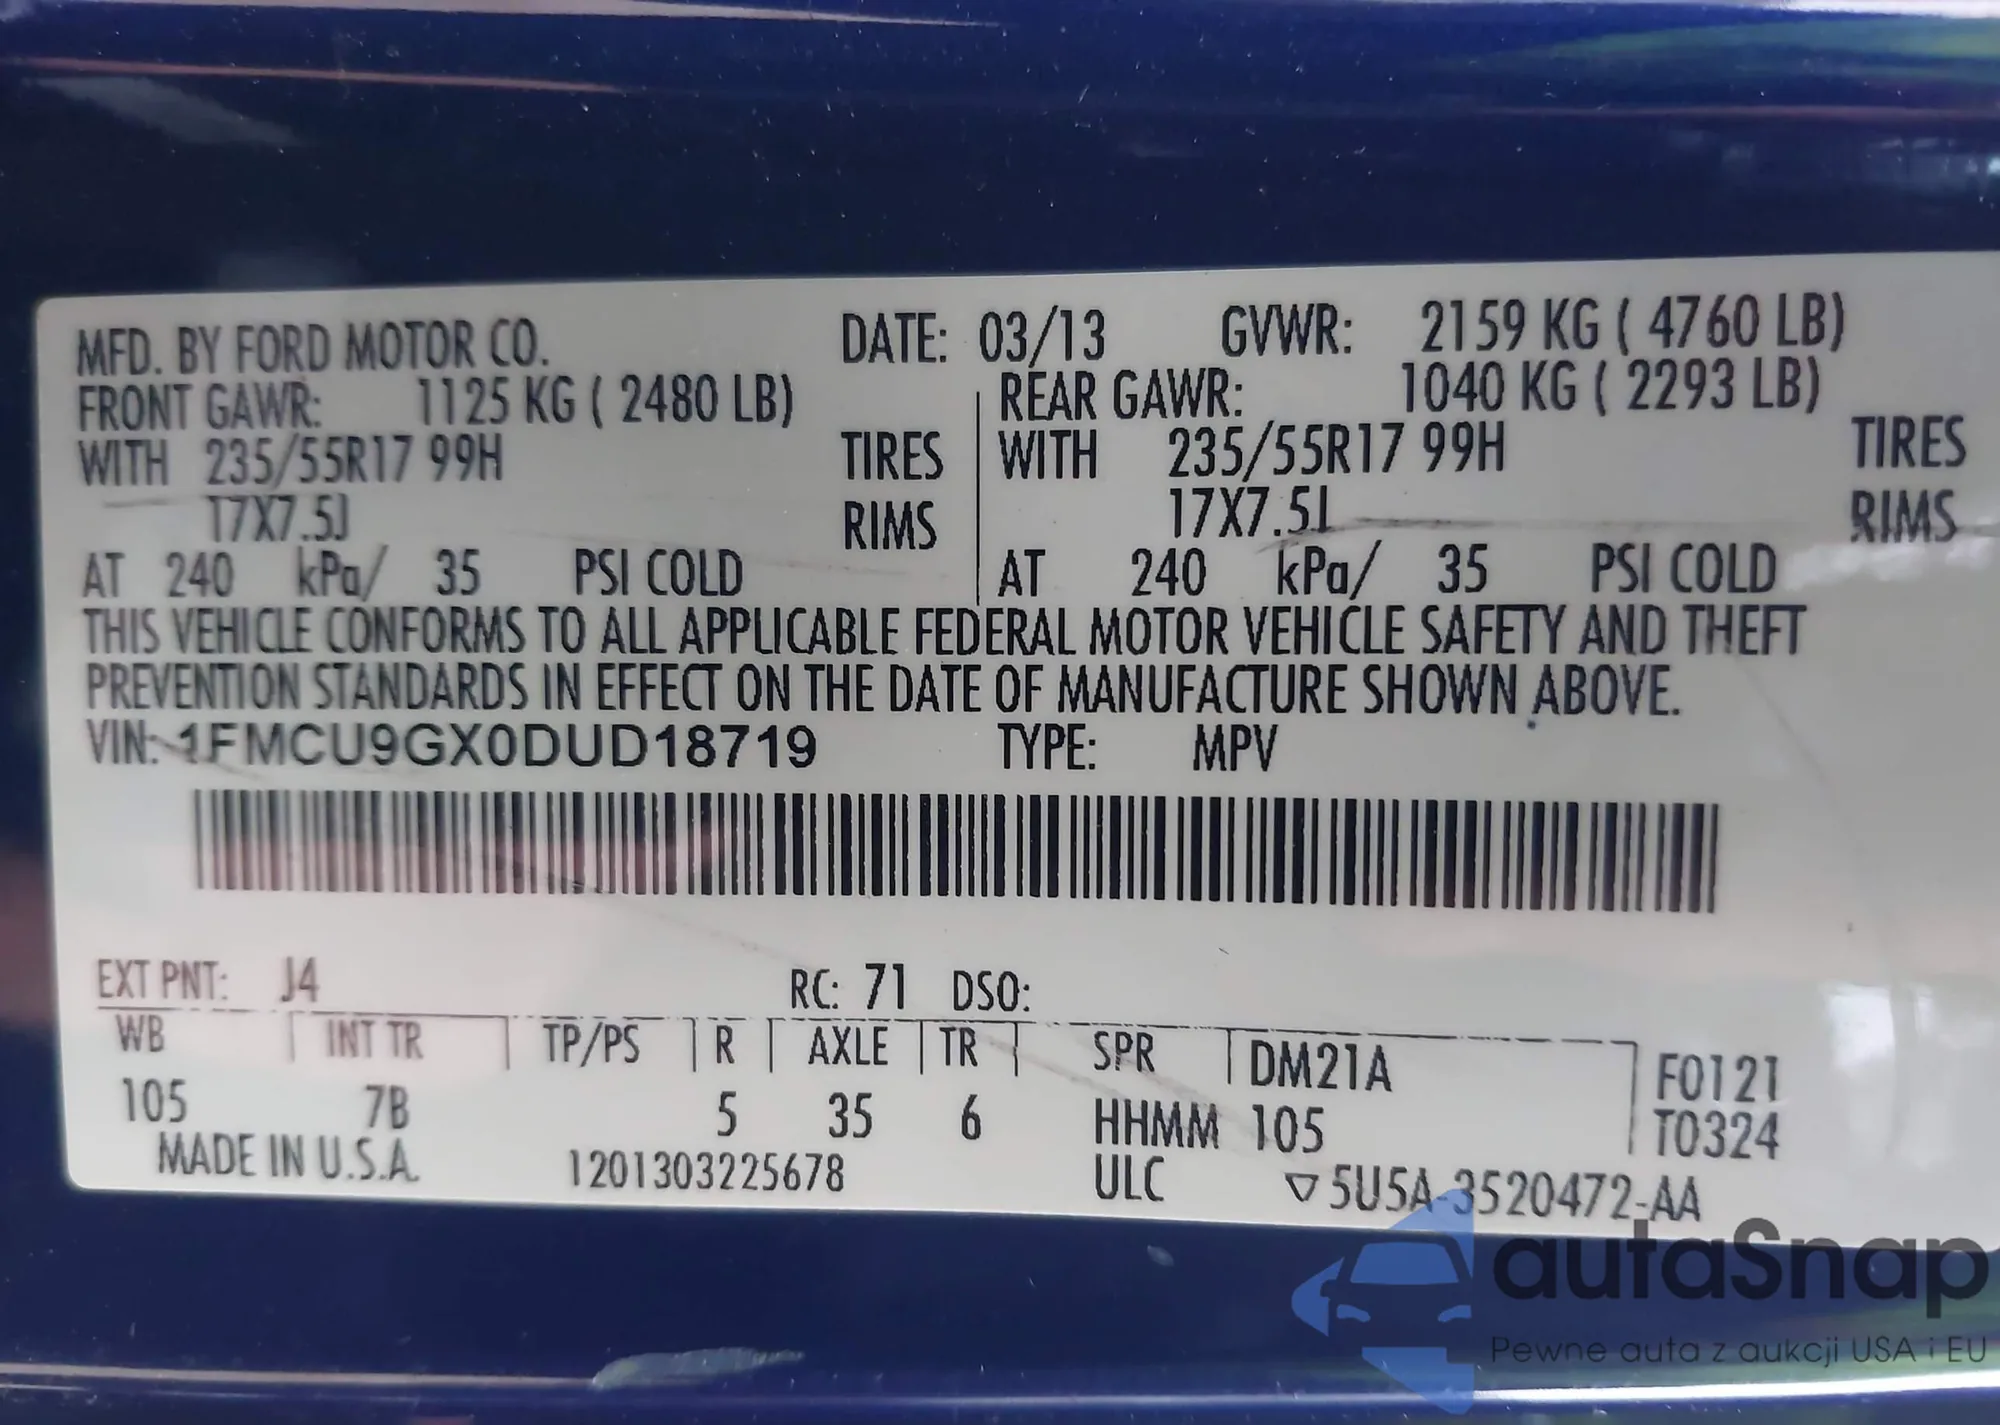 MFD. BY FORD MOTOR CO. DATE: 03/13 GVWR: 2159 KG ( 4760 LB)
FRONT GAWR: 1125 KG ( 2480 LB) REAR GAWR: 1040 KG ( 2293 LB)
WITH 235/55R17 99H TIRES WITH 235/55R17 99H TIRES
17X7.5J RIMS 17X7.5J RIMS
AT 240 kPa/ 35 PSI COLD AT 240 kPa/ 35 PSI COLD
THIS VEHICLE CONFORMS TO ALL APPLICABLE FEDERAL MOTOR VEHICLE SAFETY AND THEFT
PREVENTION STANDARDS IN EFFECT ON THE DATE OF MANUFACTURE SHOWN ABOVE.
VIN: 1FMCU9GX0DUD18719 TYPE: MPV
EXT PNT: J4 RC: 71 DSO:
WB INT TR TP/PS R AXLE TR SPR DM21A F0121
105 7B 5 35 6 HHMM 105 T0324
MADE IN U.S.A. 1201303225678 ULC ▽5U5A-3520472-AA
autaSnap
Pewne auta z aukcji USA i EU